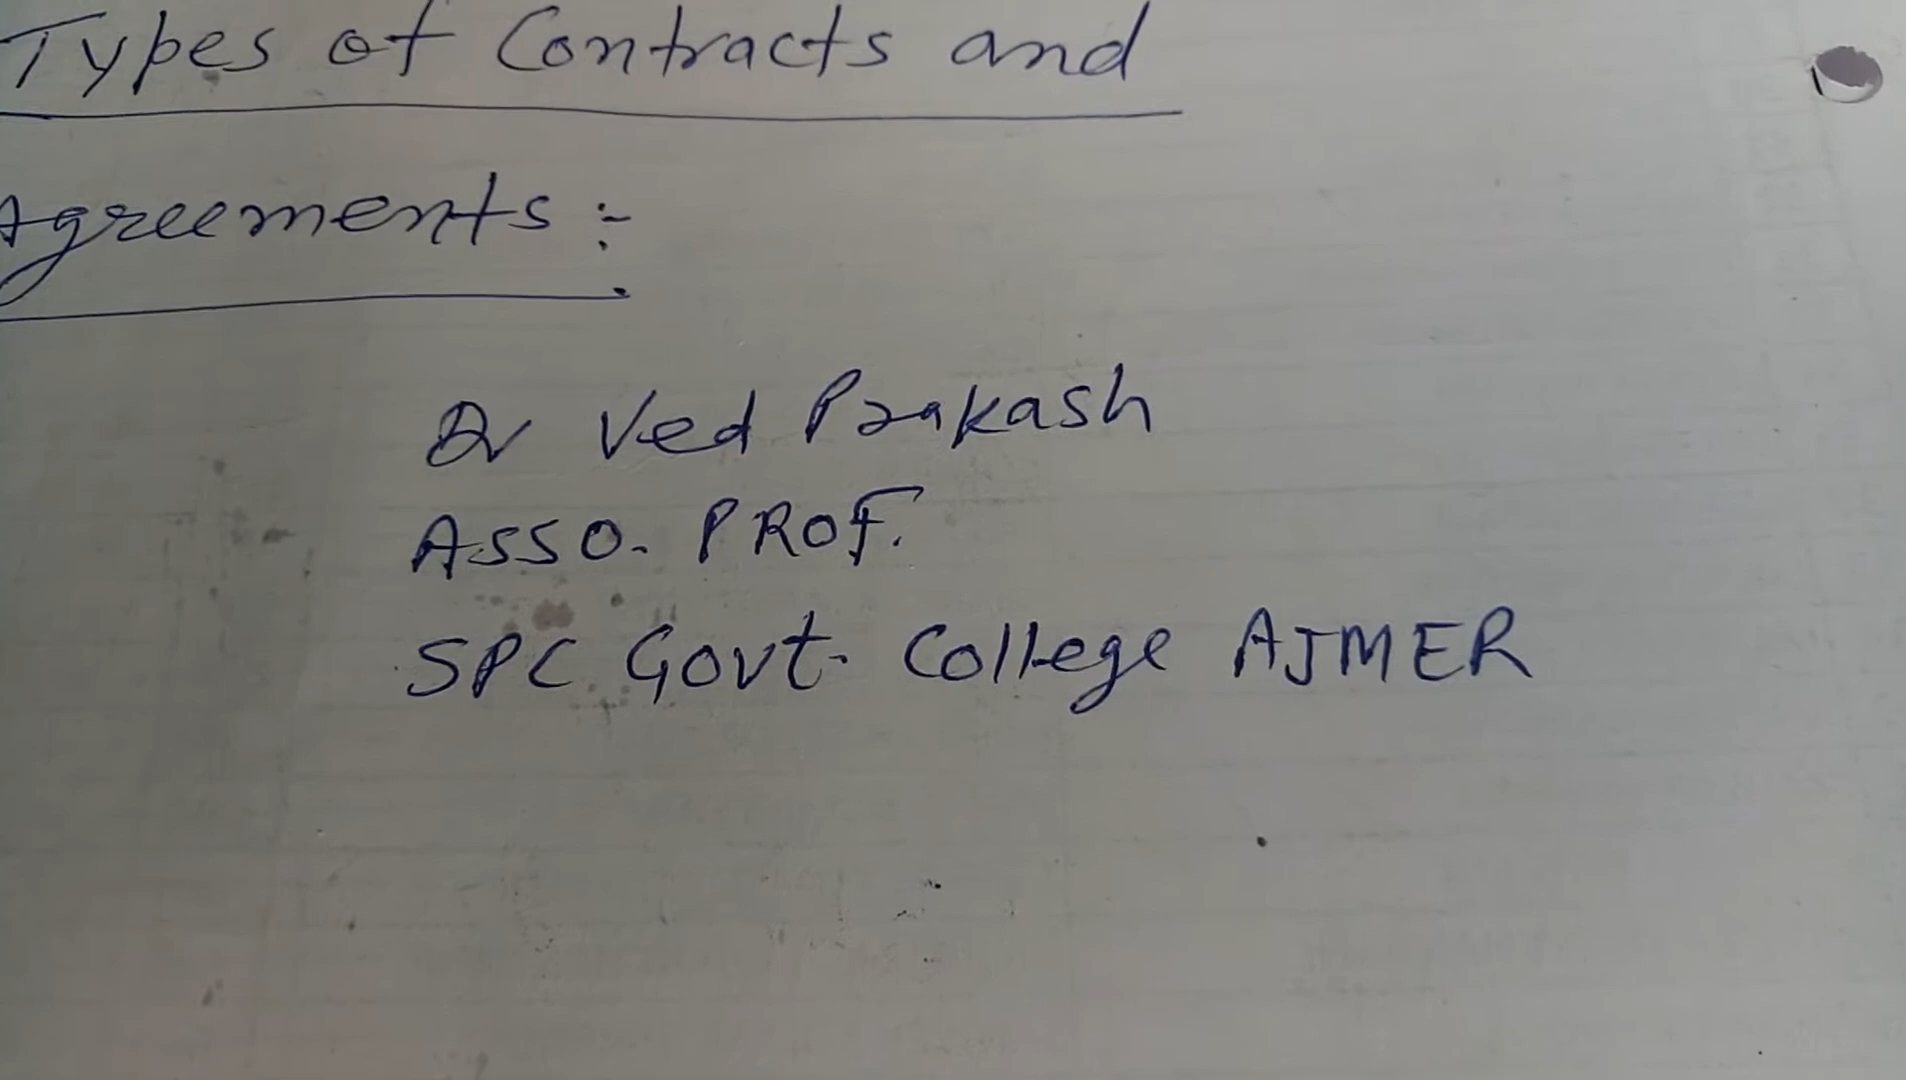 Types of Contracts and
Agreements :-
Dr Ved Prakash
Asso. PROF.
SPC Govt. College AJMER